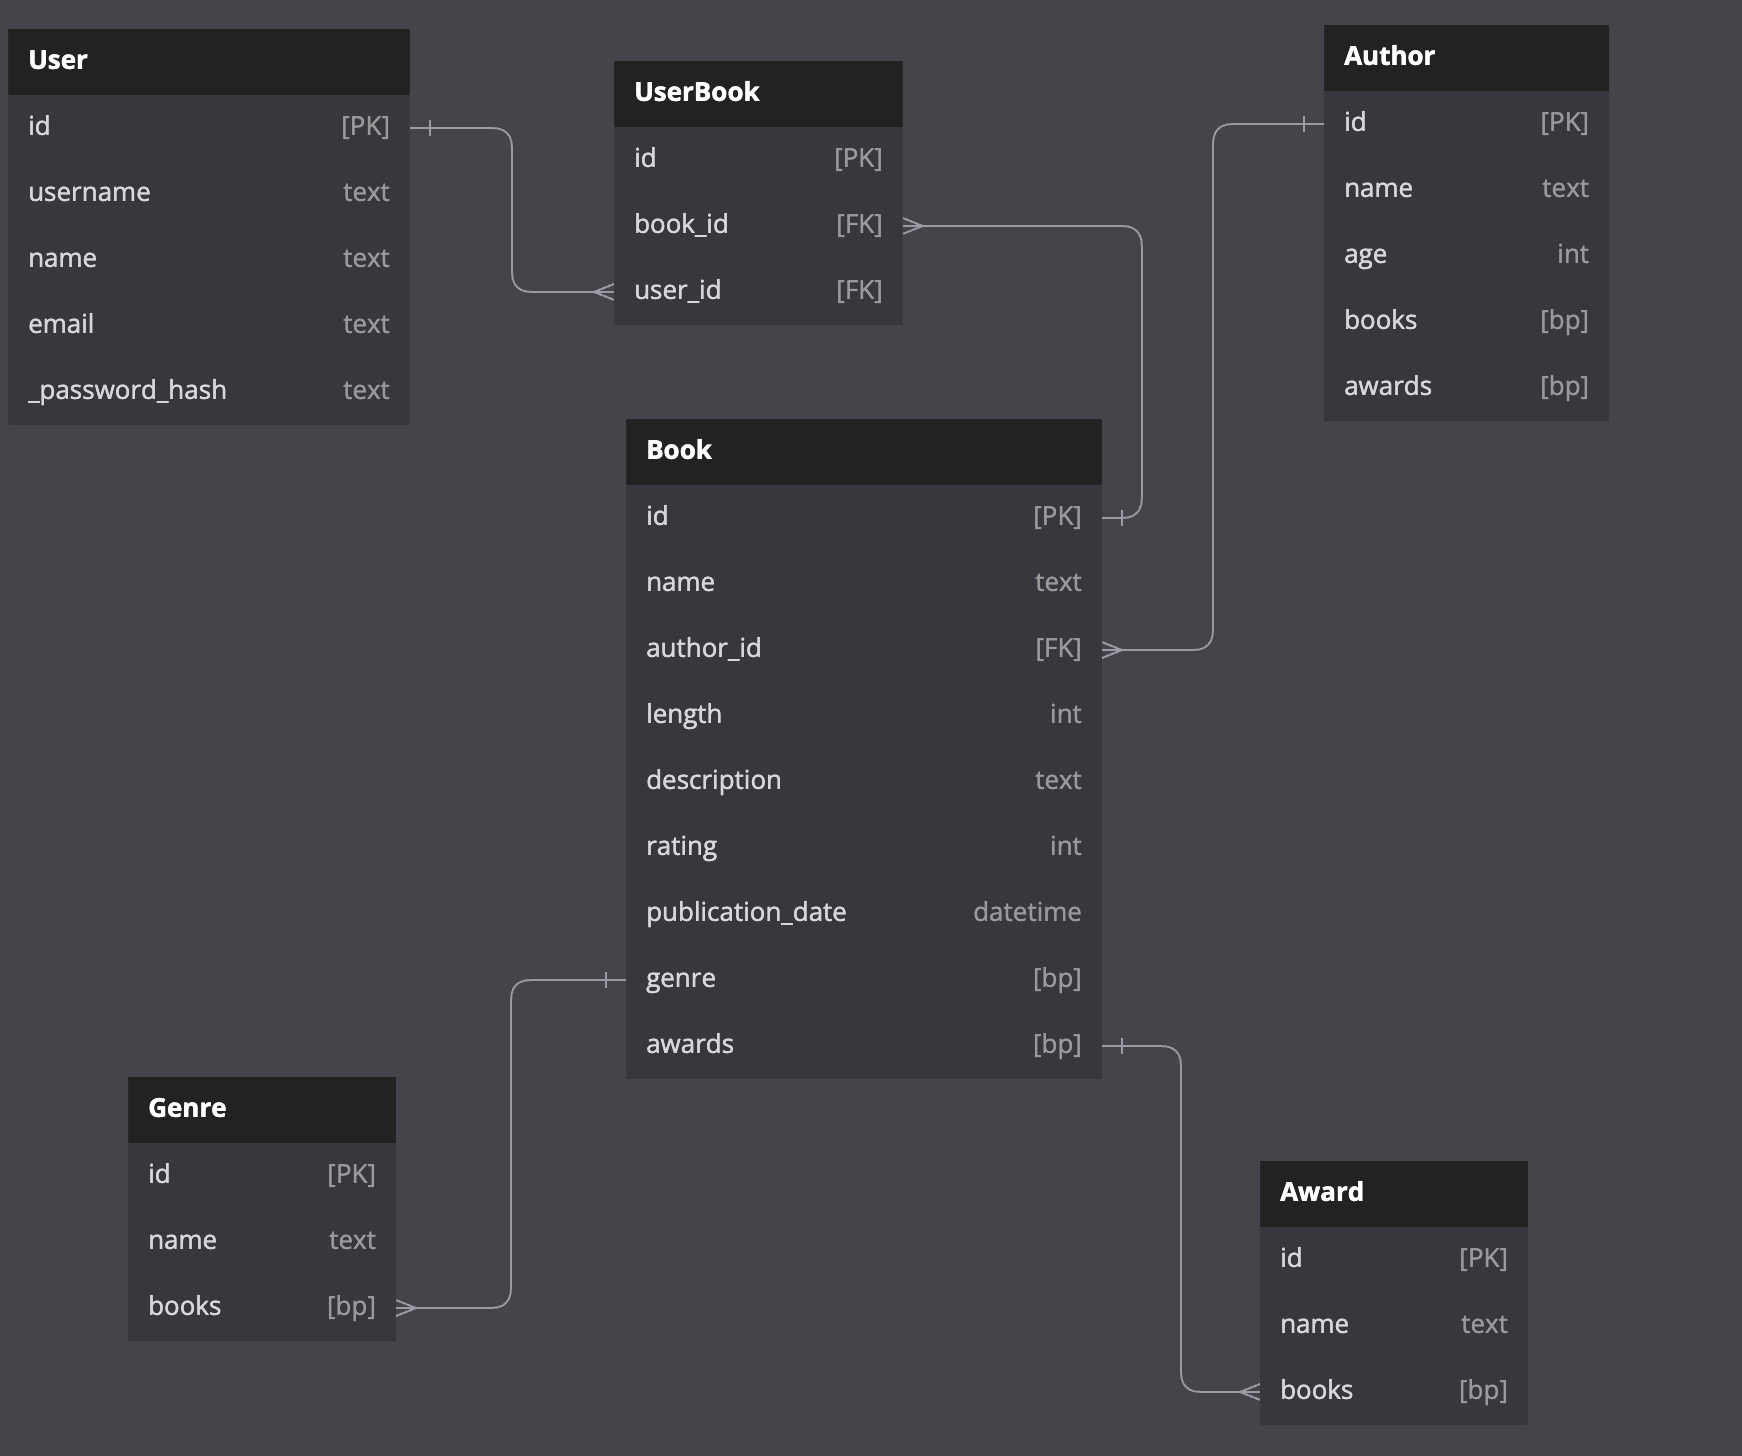 User
id [PK]
username text
name text
email text
_password_hash text
UserBook
id [PK]
book_id [FK]
user_id [FK]
Author
id [PK]
name text
age int
books [bp]
awards [bp]
Book
id [PK]
name text
author_id [FK]
length int
description text
rating int
publication_date datetime
genre [bp]
awards [bp]
Genre
id [PK]
name text
books [bp]
Award
id [PK]
name text
books [bp]